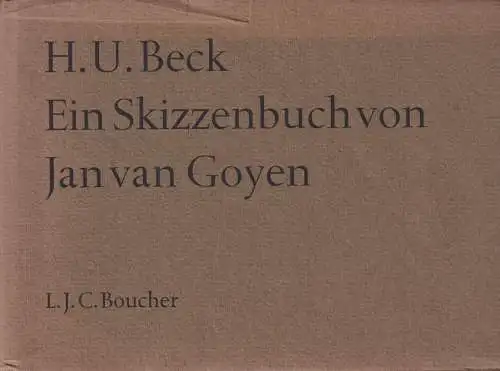 H. U. Beck
Ein Skizzenbuch von
Jan van Goyen
L. J. C. Boucher